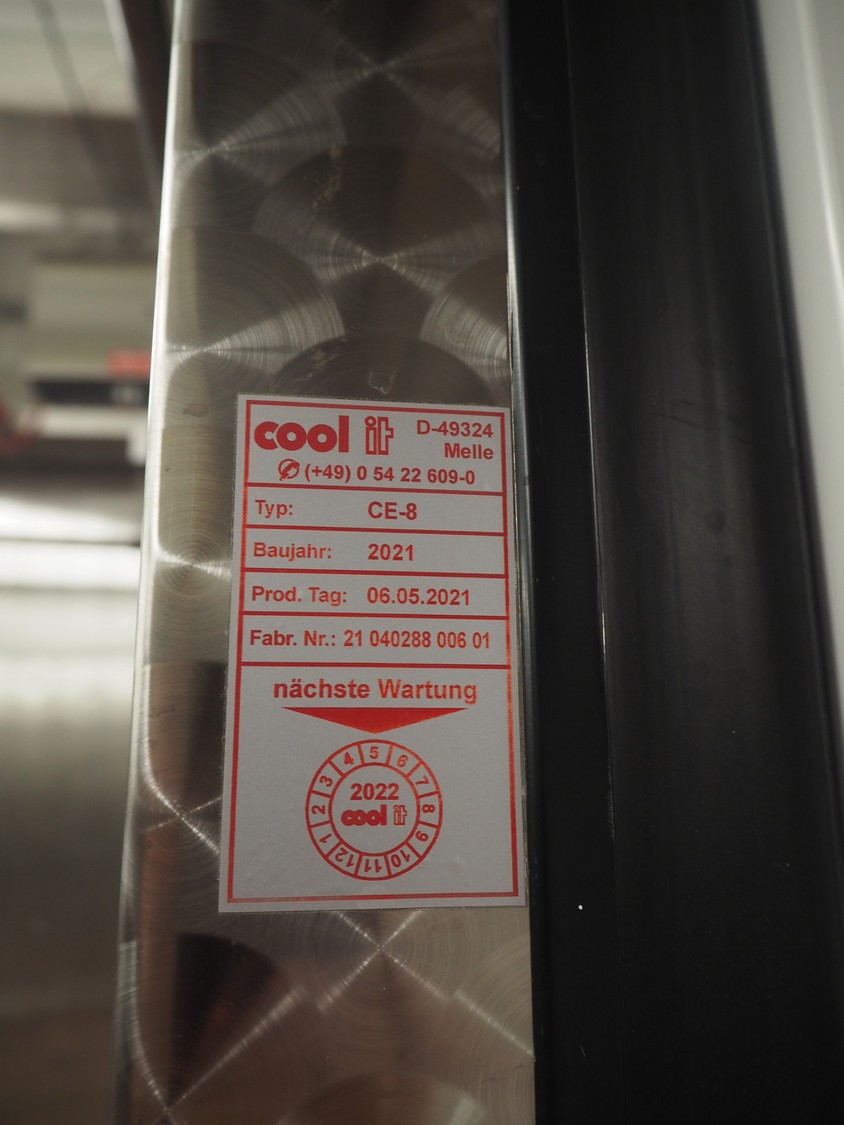 cool it D-49324
Melle
✆ (+49) 0 54 22 609-0
Typ: CE-8
Baujahr: 2021
Prod. Tag: 06.05.2021
Fabr. Nr.: 21 040288 006 01
nächste Wartung
1 2 3 4 5 6 7 8 9 10 11 12
2022
cool it